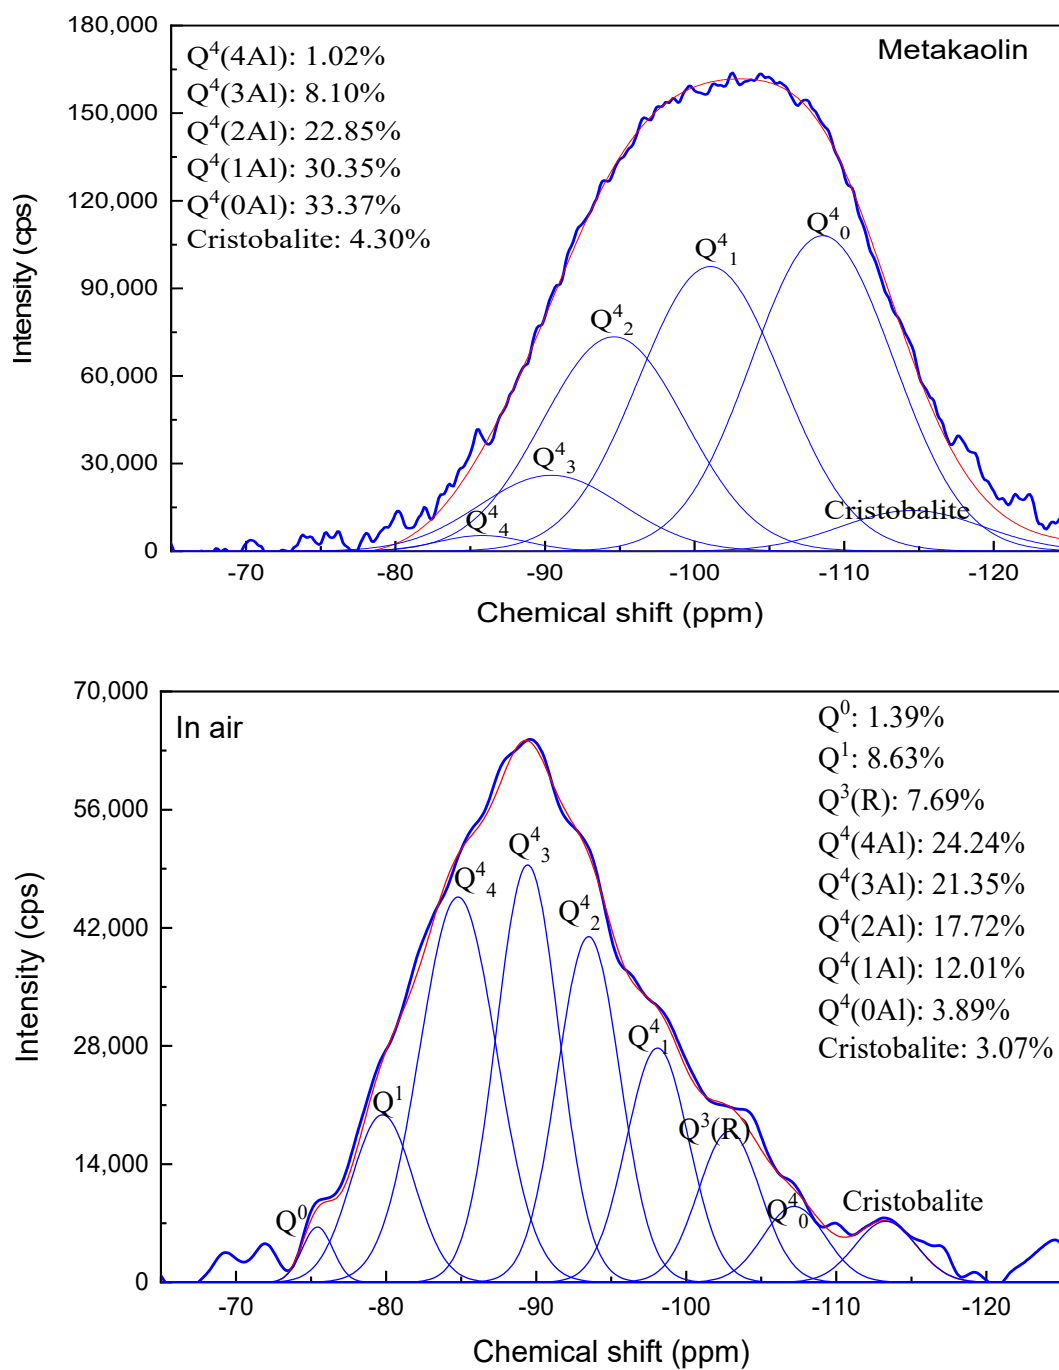 180,000
Metakaolin
Q⁴(4Al): 1.02%
Q⁴(3Al): 8.10%
Q⁴(2Al): 22.85%
Q⁴(1Al): 30.35%
Q⁴(0Al): 33.37%
Cristobalite: 4.30%
150,000
120,000
90,000
60,000
30,000
0
Intensity (cps)
Q⁴₀
Q⁴₁
Q⁴₂
Q⁴₃
Q⁴₄
Cristobalite
-70 -80 -90 -100 -110 -120
Chemical shift (ppm)
70,000
In air
Q⁰: 1.39%
Q¹: 8.63%
Q³(R): 7.69%
Q⁴(4Al): 24.24%
Q⁴(3Al): 21.35%
Q⁴(2Al): 17.72%
Q⁴(1Al): 12.01%
Q⁴(0Al): 3.89%
Cristobalite: 3.07%
56,000
42,000
28,000
14,000
0
Intensity (cps)
Q⁴₃
Q⁴₄
Q⁴₂
Q⁴₁
Q¹
Q³(R)
Q⁰
Q⁴₀
Cristobalite
-70 -80 -90 -100 -110 -120
Chemical shift (ppm)